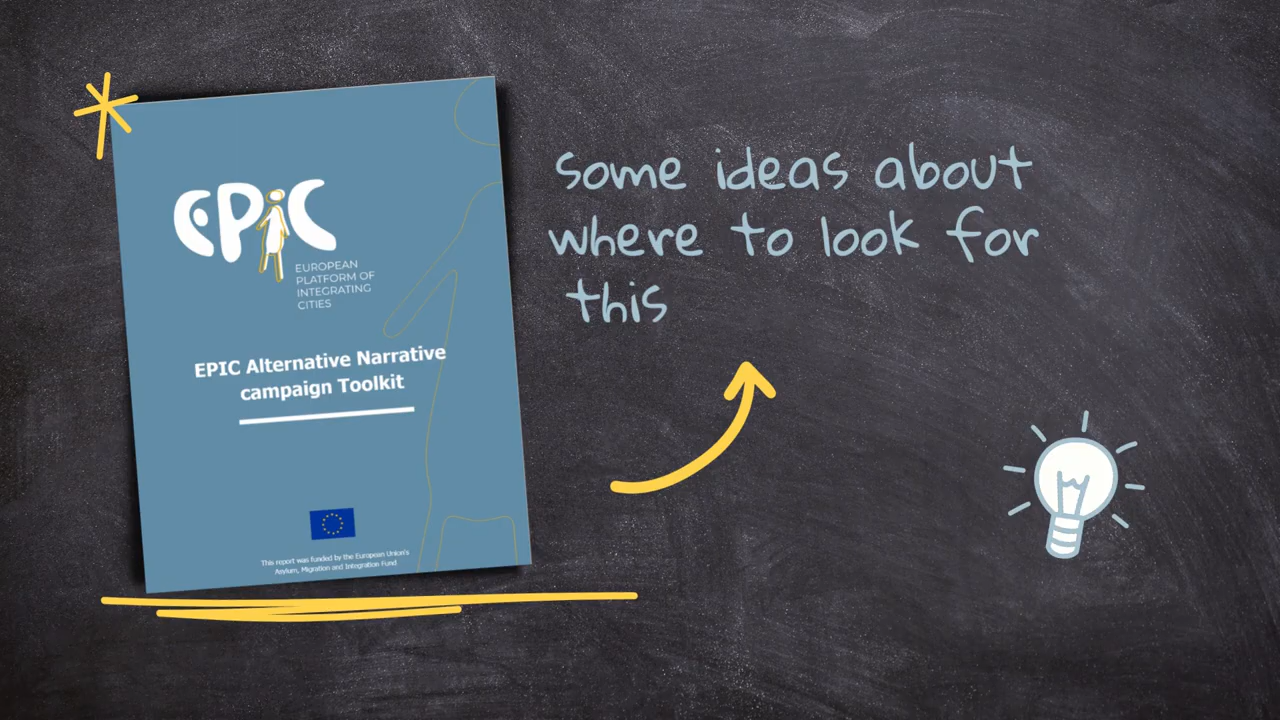 EPiC
EUROPEAN
PLATFORM OF
INTEGRATING
CITIES
EPIC Alternative Narrative
campaign Toolkit
This report was funded by the European Union's
Asylum, Migration and Integration Fund
some ideas about
where to look for
this